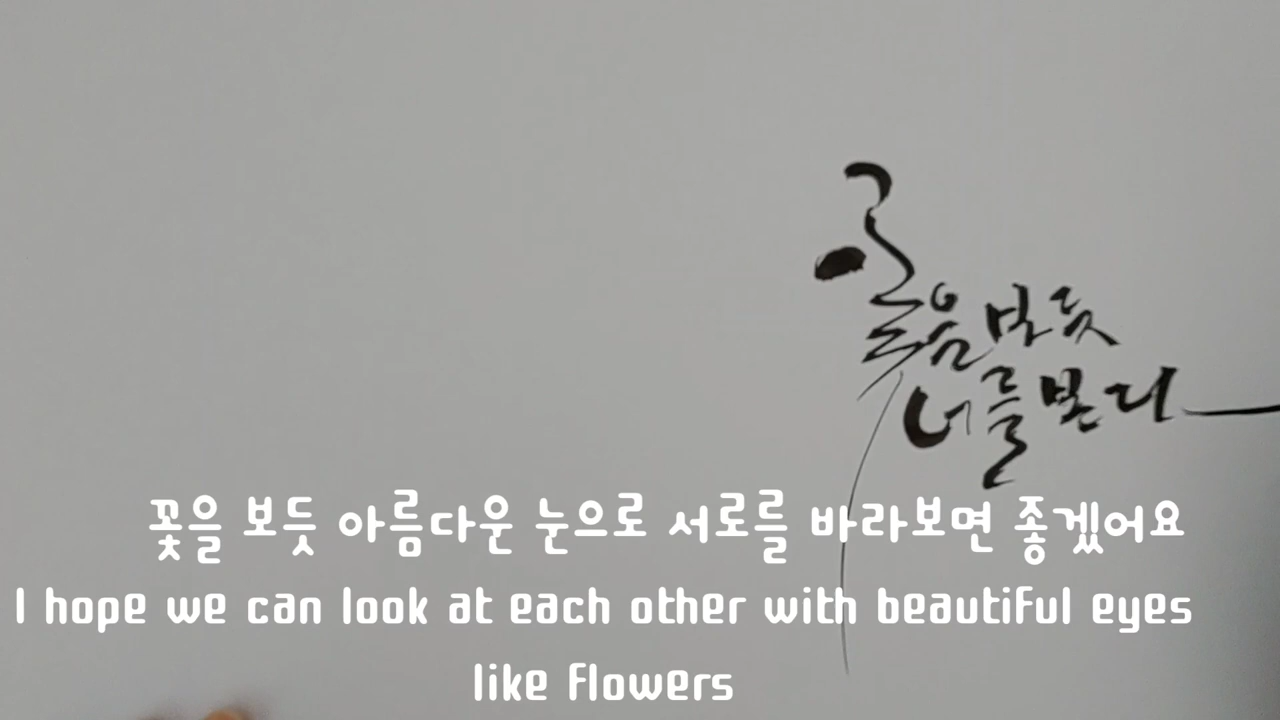 꽃을 보듯
너를 본다
꽃을 보듯 아름다운 눈으로 서로를 바라보면 좋겠어요
I hope we can look at each other with beautiful eyes
like flowers